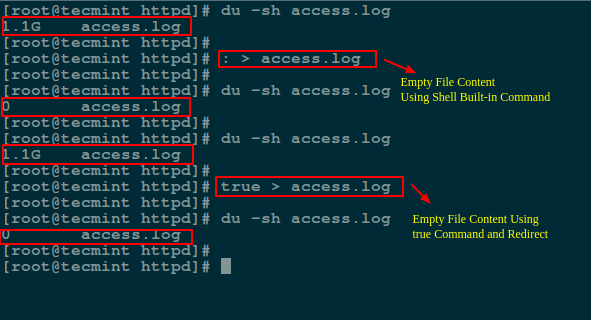 [root@tecmint httpd]# du -sh access.log
1.1G    access.log
[root@tecmint httpd]#
[root@tecmint httpd]# : > access.log
Empty File Content
Using Shell Built-in Command
[root@tecmint httpd]#
[root@tecmint httpd]# du -sh access.log
0       access.log
[root@tecmint httpd]#
[root@tecmint httpd]# du -sh access.log
1.1G    access.log
[root@tecmint httpd]#
[root@tecmint httpd]# true > access.log
Empty File Content Using
true Command and Redirect
[root@tecmint httpd]#
[root@tecmint httpd]# du -sh access.log
0       access.log
[root@tecmint httpd]#
[root@tecmint httpd]#